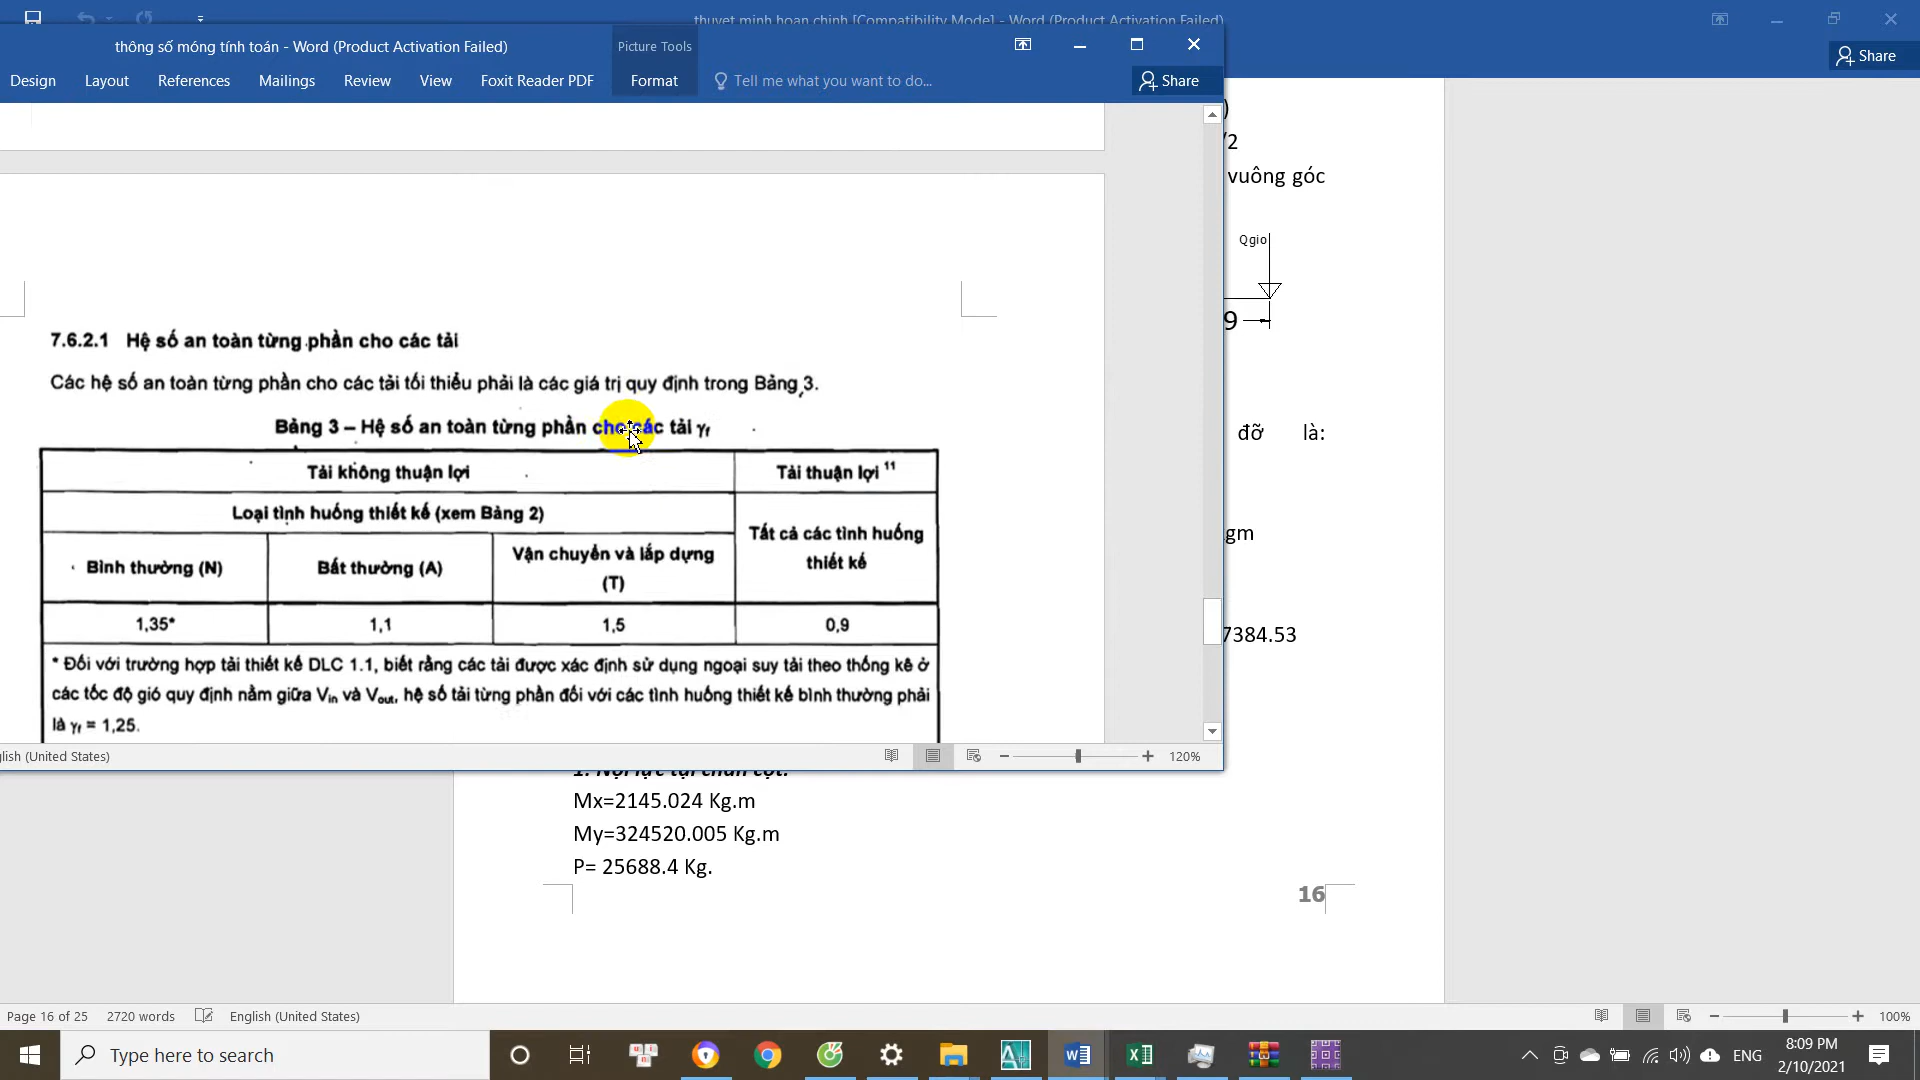 thuyet minh hoan chinh [Compatibility Mode] - Word (Product Activation Failed)
thông số móng tính toán - Word (Product Activation Failed)
Picture Tools
Share
Design Layout References Mailings Review View Foxit Reader PDF Format Tell me what you want to do... Share
)
/2
vuông góc
Qgio
9
7.6.2.1 Hệ số an toàn từng phần cho các tải
Các hệ số an toàn từng phần cho các tải tối thiểu phải là các giá trị quy định trong Bảng 3.
Bảng 3 – Hệ số an toàn từng phần cho các tải γf
đỡ là:
Tải không thuận lợi
Tải thuận lợi 11
Loại tình huống thiết kế (xem Bảng 2)
Tất cả các tình huống thiết kế
Bình thường (N)
Bất thường (A)
Vận chuyển và lắp dựng (T)
gm
1,35* 1,1 1,5 0,9
7384.53
* Đối với trường hợp tải thiết kế DLC 1.1, biết rằng các tải được xác định sử dụng ngoại suy tải theo thống kê ở
các tốc độ gió quy định nằm giữa Vin và Vout, hệ số tải từng phần đối với các tình huống thiết kế bình thường phải
là γf = 1,25.
glish (United States)
120%
1. Nội lực tại chân cột:
Mx=2145.024 Kg.m
My=324520.005 Kg.m
P= 25688.4 Kg.
16
Page 16 of 25 2720 words English (United States)
100%
Type here to search
ENG
8:09 PM
2/10/2021